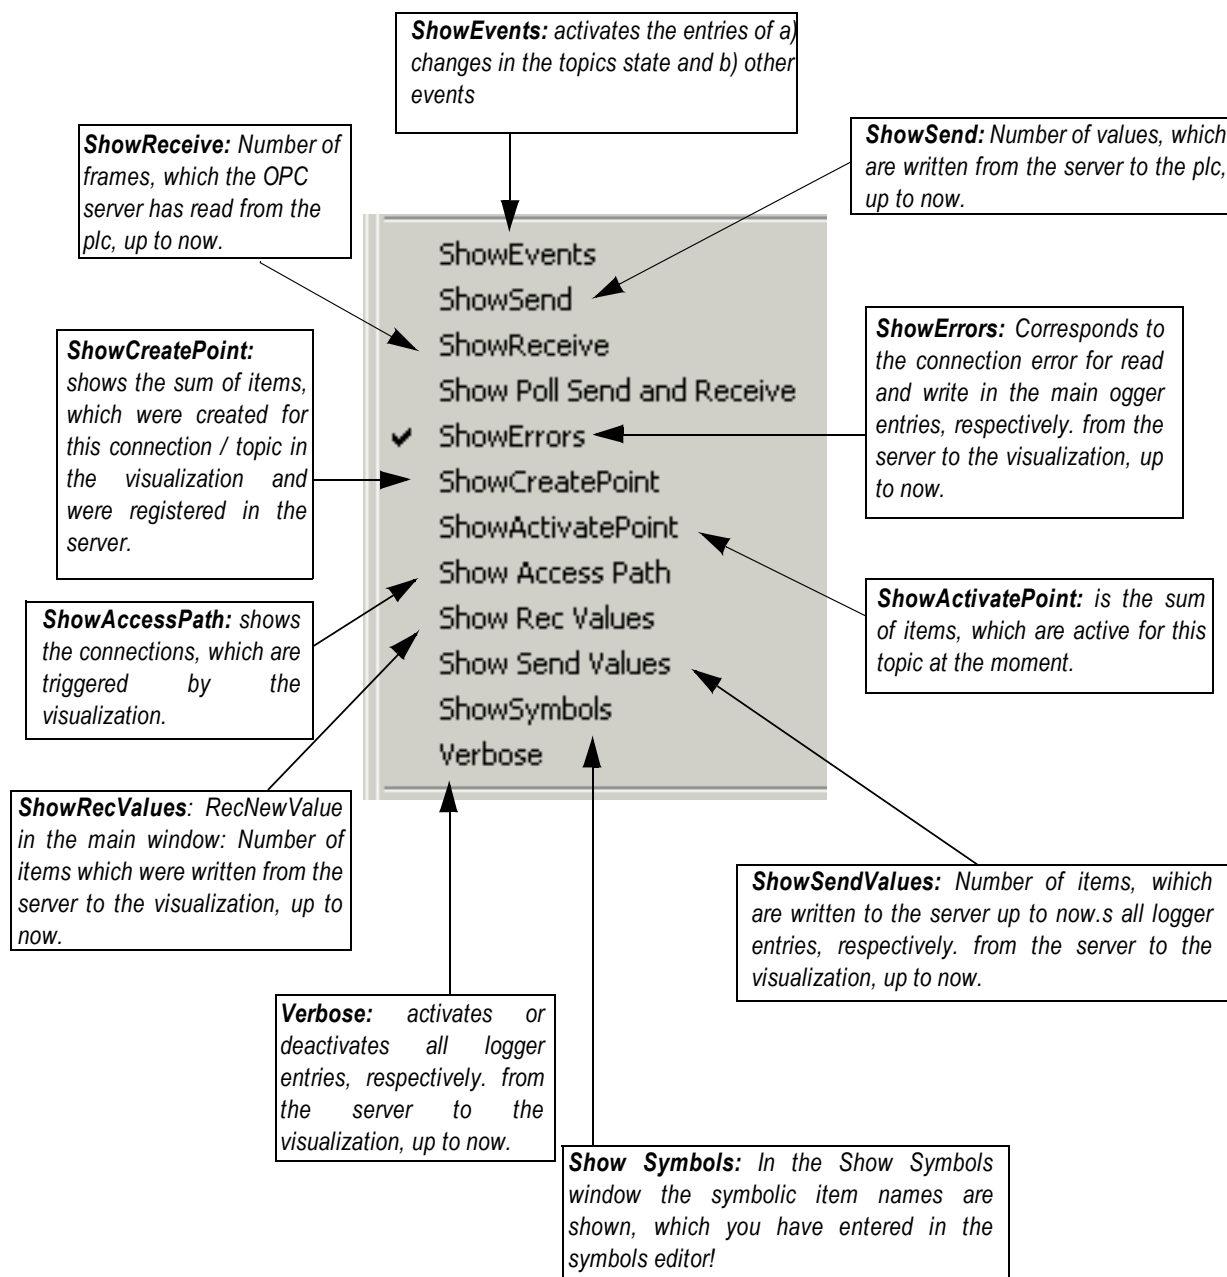 ShowEvents: activates the entries of a)
changes in the topics state and b) other
events
ShowReceive: Number of
frames, which the OPC
server has read from the
plc, up to now.
ShowSend: Number of values, which
are written from the server to the plc,
up to now.
ShowEvents
ShowSend
ShowReceive
Show Poll Send and Receive
ShowErrors
ShowCreatePoint
ShowActivatePoint
Show Access Path
Show Rec Values
Show Send Values
ShowSymbols
Verbose
ShowCreatePoint:
shows the sum of items,
which were created for
this connection / topic in
the visualization and
were registered in the
server.
ShowErrors: Corresponds to
the connection error for read
and write in the main ogger
entries, respectively. from the
server to the visualization, up
to now.
ShowAccessPath: shows
the connections, which are
triggered by the
visualization.
ShowActivatePoint: is the sum
of items, which are active for this
topic at the moment.
ShowRecValues: RecNewValue
in the main window: Number of
items which were written from the
server to the visualization, up to
now.
ShowSendValues: Number of items, wihich
are written to the server up to now.s all logger
entries, respectively. from the server to the
visualization, up to now.
Verbose: activates or
deactivates all logger
entries, respectively. from
the server to the
visualization, up to now.
Show Symbols: In the Show Symbols
window the symbolic item names are
shown, which you have entered in the
symbols editor!